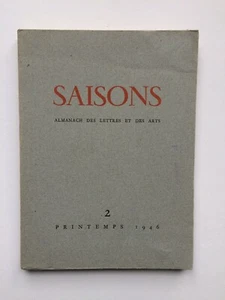 SAISONS
ALMANACH DES LETTRES ET DES ARTS
2
PRINTEMPS 1946